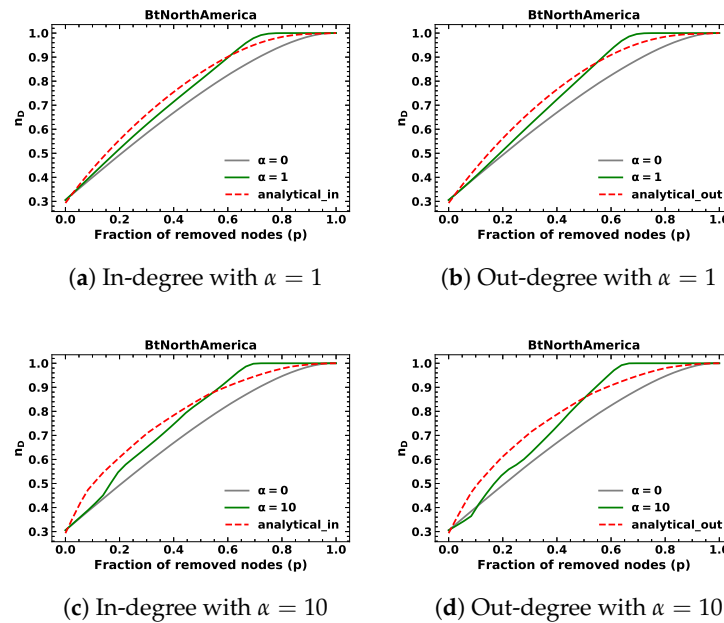 BtNorthAmerica
1.0
0.9
0.8
0.7
0.6
0.5
0.4
0.3
n_D
α = 0
α = 1
analytical_in
0.0 0.2 0.4 0.6 0.8 1.0
Fraction of removed nodes (p)
(a) In-degree with α = 1
BtNorthAmerica
1.0
0.9
0.8
0.7
0.6
0.5
0.4
0.3
n_D
α = 0
α = 1
analytical_out
0.0 0.2 0.4 0.6 0.8 1.0
Fraction of removed nodes (p)
(b) Out-degree with α = 1
BtNorthAmerica
1.0
0.9
0.8
0.7
0.6
0.5
0.4
0.3
n_D
α = 0
α = 10
analytical_in
0.0 0.2 0.4 0.6 0.8 1.0
Fraction of removed nodes (p)
(c) In-degree with α = 10
BtNorthAmerica
1.0
0.9
0.8
0.7
0.6
0.5
0.4
0.3
n_D
α = 0
α = 10
analytical_out
0.0 0.2 0.4 0.6 0.8 1.0
Fraction of removed nodes (p)
(d) Out-degree with α = 10